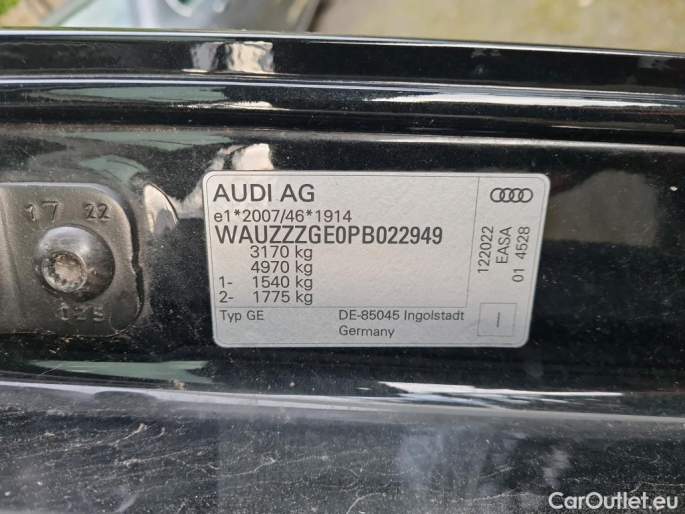 AUDI AG
e1*2007/46*1914
WAUZZZGE0PB022949
3170 kg
4970 kg
1- 1540 kg
2- 1775 kg
Typ GE DE-85045 Ingolstadt
Germany
122022
EASA
01 4528
17 22
CarOutlet.eu